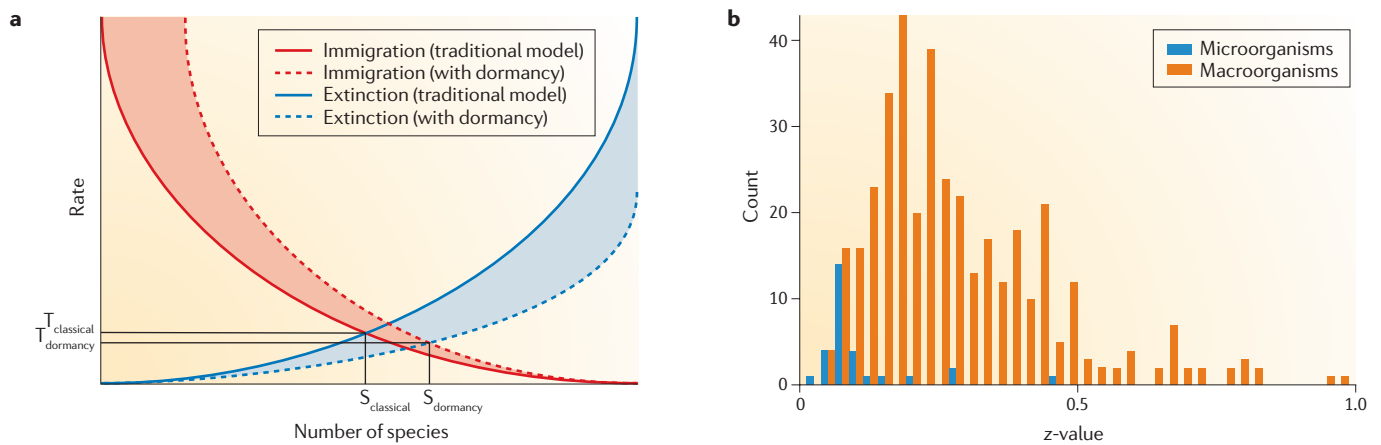 a
Immigration (traditional model)
Immigration (with dormancy)
Extinction (traditional model)
Extinction (with dormancy)
Rate
T classical
T dormancy
S classical
S dormancy
Number of species
b
Microorganisms
Macroorganisms
40
30
20
10
0
Count
0
0.5
1.0
z-value